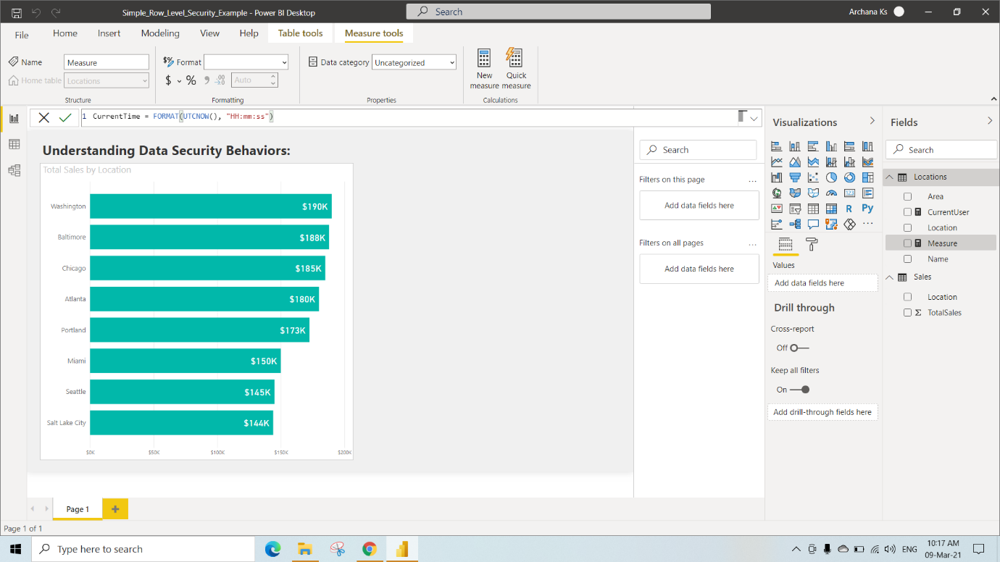 Simple_Row_Level_Security_Example - Power BI Desktop
Search
Archana Ks
File Home Insert Modeling View Help Table tools Measure tools
Name Measure
Home table Locations
Structure
$% Format
$ % 9 .00 Auto
Formatting
Data category Uncategorized
Properties
New measure
Quick measure
Calculations
1 CurrentTime = FORMAT(UTCNOW(), "HH:mm:ss")
Understanding Data Security Behaviors:
Total Sales by Location
Washington $190K
Baltimore $188K
Chicago $185K
Atlanta $180K
Portland $173K
Miami $150K
Seattle $145K
Salt Lake City $144K
$0K $50K $100K $150K $200K
Search
Filters on this page ...
Add data fields here
Filters on all pages ...
Add data fields here
Visualizations
123
R Py
...
Values
Add data fields here
Drill through
Cross-report
Off
Keep all filters
On
Add drill-through fields here
Fields
Search
Locations
Area
CurrentUser
Location
Measure
Name
Sales
Location
Σ TotalSales
Page 1 +
Page 1 of 1
Type here to search
ENG
10:17 AM
09-Mar-21